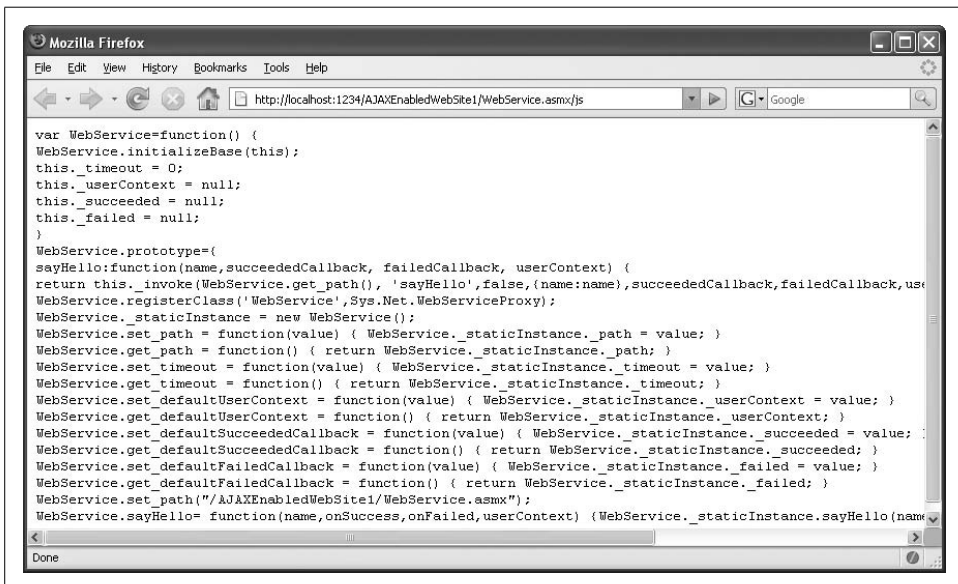 Mozilla Firefox
File Edit View History Bookmarks Tools Help
http://localhost:1234/AJAXEnabledWebSite1/WebService.asmx/js
G Google
var WebService=function() {
WebService.initializeBase(this);
this._timeout = 0;
this._userContext = null;
this._succeeded = null;
this._failed = null;
}
WebService.prototype={
sayHello:function(name,succeededCallback, failedCallback, userContext) {
return this._invoke(WebService.get_path(), 'sayHello',false,{name:name},succeededCallback,failedCallback,use
WebService.registerClass('WebService',Sys.Net.WebServiceProxy);
WebService._staticInstance = new WebService();
WebService.set_path = function(value) { WebService._staticInstance._path = value; }
WebService.get_path = function() { return WebService._staticInstance._path; }
WebService.set_timeout = function(value) { WebService._staticInstance._timeout = value; }
WebService.get_timeout = function() { return WebService._staticInstance._timeout; }
WebService.set_defaultUserContext = function(value) { WebService._staticInstance._userContext = value; }
WebService.get_defaultUserContext = function() { return WebService._staticInstance._userContext; }
WebService.set_defaultSucceededCallback = function(value) { WebService._staticInstance._succeeded = value; }
WebService.get_defaultSucceededCallback = function() { return WebService._staticInstance._succeeded; }
WebService.set_defaultFailedCallback = function(value) { WebService._staticInstance._failed = value; }
WebService.get_defaultFailedCallback = function() { return WebService._staticInstance._failed; }
WebService.set_path("/AJAXEnabledWebSite1/WebService.asmx");
WebService.sayHello= function(name,onSuccess,onFailed,userContext) {WebService._staticInstance.sayHello(name
Done